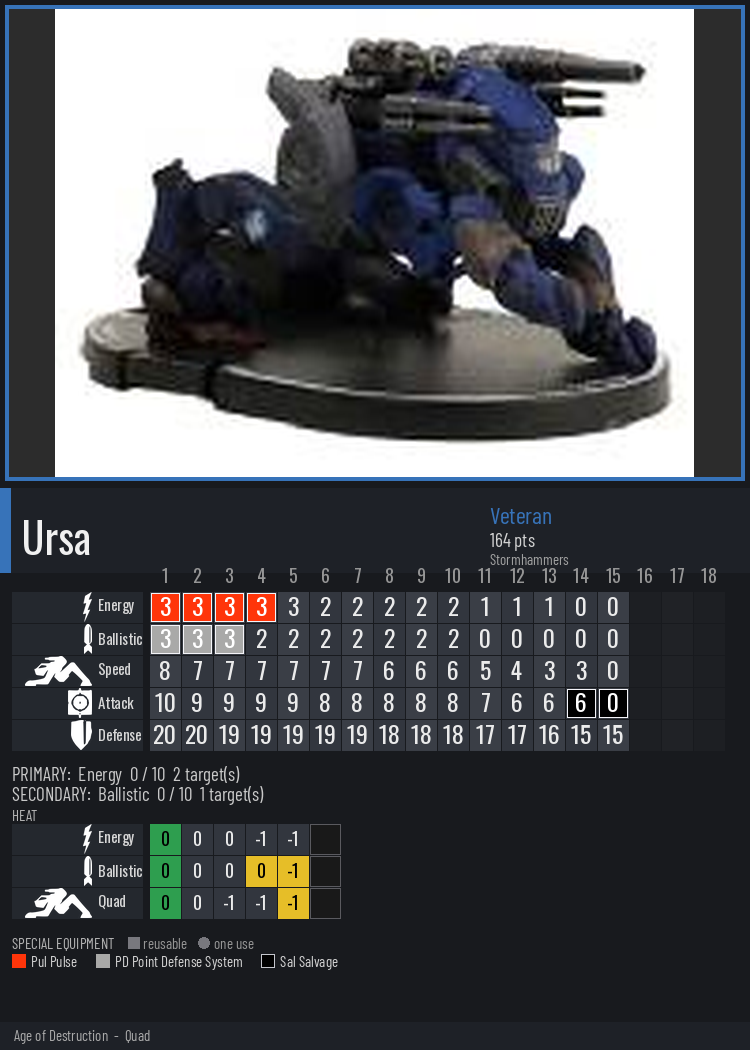 Ursa
Veteran
164 pts
Stormhammers
1 2 3 4 5 6 7 8 9 10 11 12 13 14 15 16 17 18
Energy 3 3 3 3 3 2 2 2 2 2 1 1 1 0 0
Ballistic 3 3 3 2 2 2 2 2 2 2 0 0 0 0 0
Speed 8 7 7 7 7 7 7 6 6 6 5 4 3 3 0
Attack 10 9 9 9 9 8 8 8 8 8 7 6 6 6 0
Defense 20 20 19 19 19 19 19 18 18 18 17 17 16 15 15
PRIMARY: Energy 0 / 10 2 target(s)
SECONDARY: Ballistic 0 / 10 1 target(s)
HEAT
Energy 0 0 0 -1 -1
Ballistic 0 0 0 0 -1
Quad 0 0 -1 -1 -1
SPECIAL EQUIPMENT reusable one use
Pul Pulse PD Point Defense System Sal Salvage
Age of Destruction - Quad